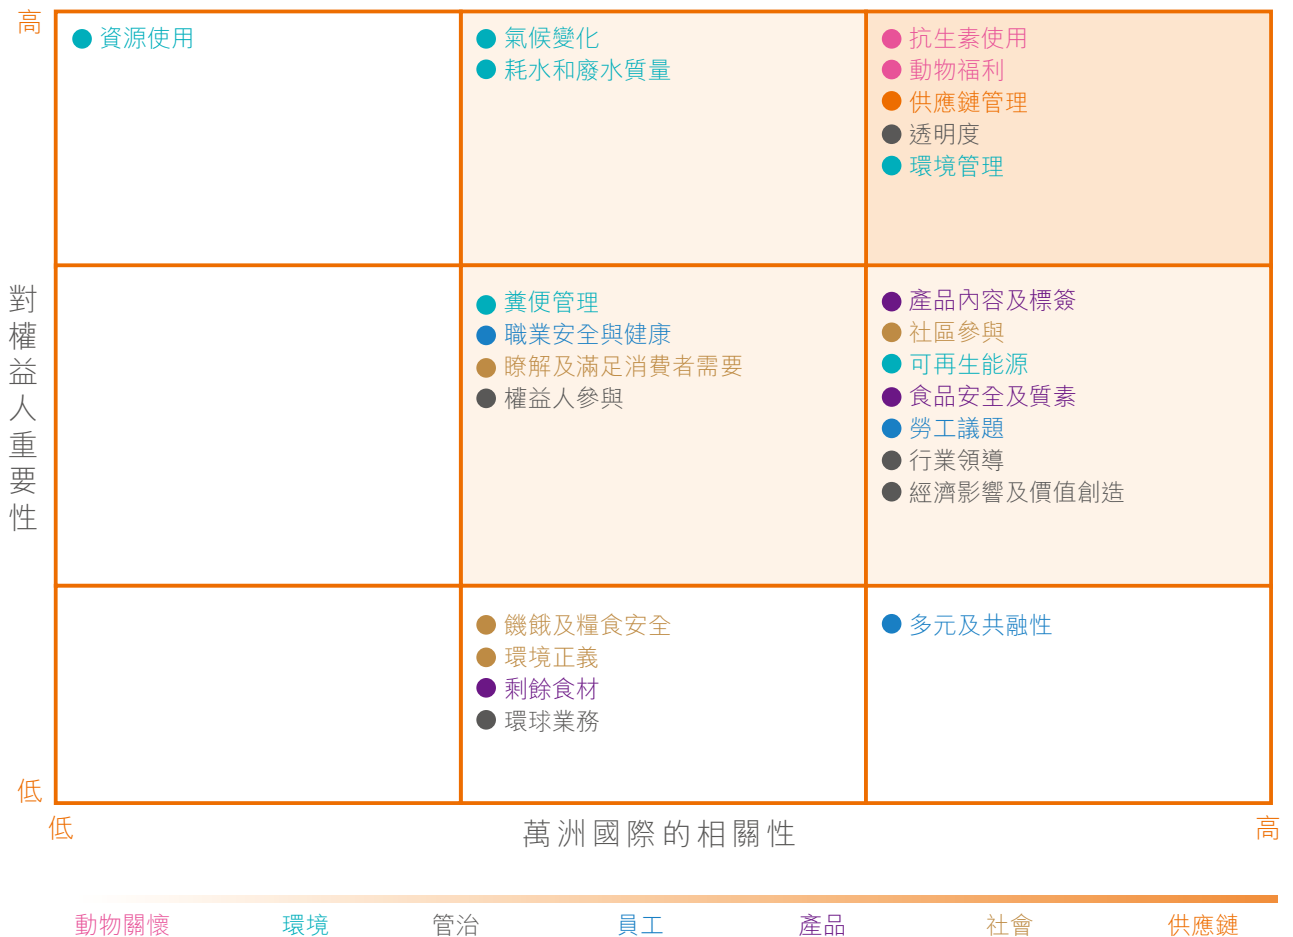 高
資源使用
氣候變化
耗水和廢水質量
抗生素使用
動物福利
供應鏈管理
透明度
環境管理
對權益人重要性
糞便管理
職業安全與健康
瞭解及滿足消費者需要
權益人參與
產品內容及標簽
社區參與
可再生能源
食品安全及質素
勞工議題
行業領導
經濟影響及價值創造
饑餓及糧食安全
環境正義
剩餘食材
環球業務
多元及共融性
低
低
萬洲國際的相關性
高
動物關懷
環境
管治
員工
產品
社會
供應鏈